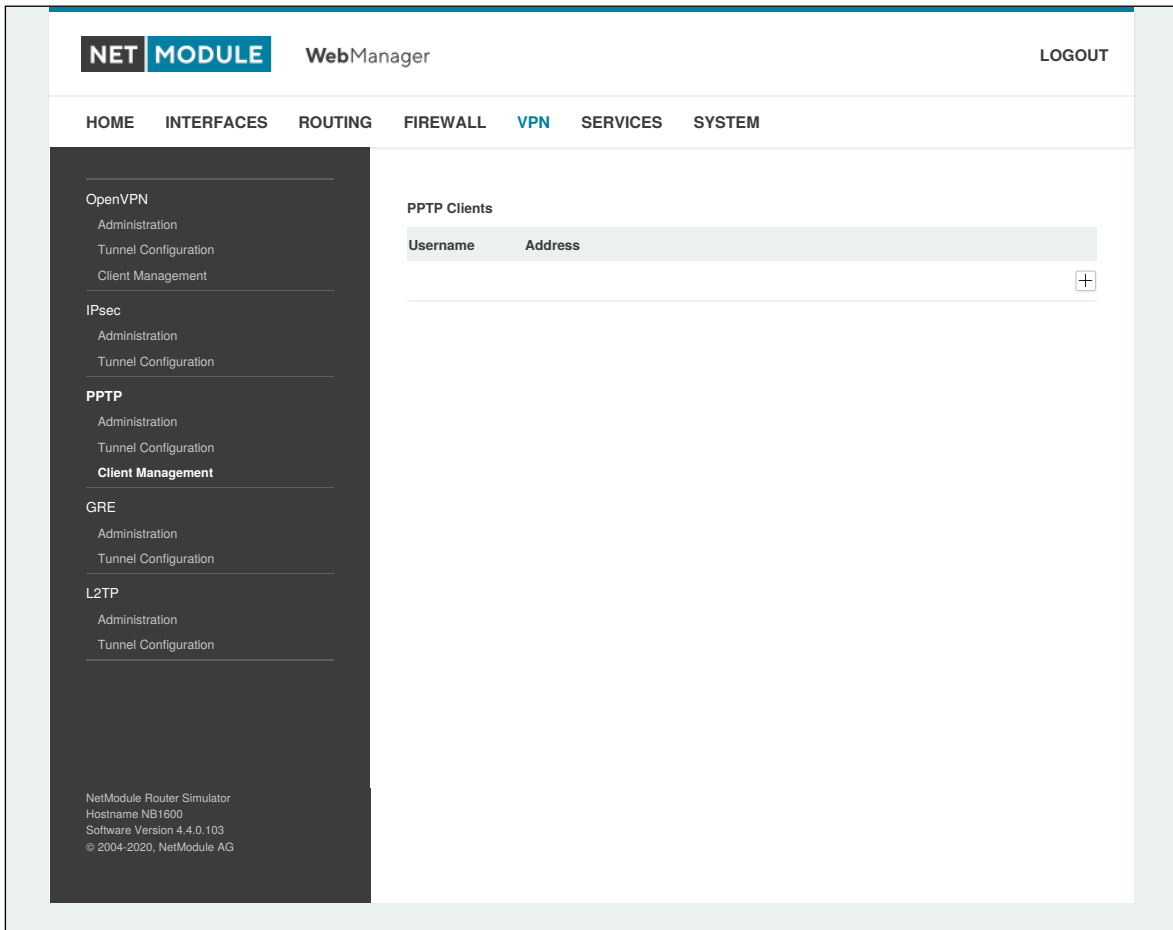 NET MODULE WebManager LOGOUT
HOME INTERFACES ROUTING FIREWALL VPN SERVICES SYSTEM
OpenVPN
Administration
Tunnel Configuration
Client Management
IPsec
Administration
Tunnel Configuration
PPTP
Administration
Tunnel Configuration
Client Management
GRE
Administration
Tunnel Configuration
L2TP
Administration
Tunnel Configuration
NetModule Router Simulator
Hostname NB1600
Software Version 4.4.0.103
© 2004-2020, NetModule AG
PPTP Clients
Username Address